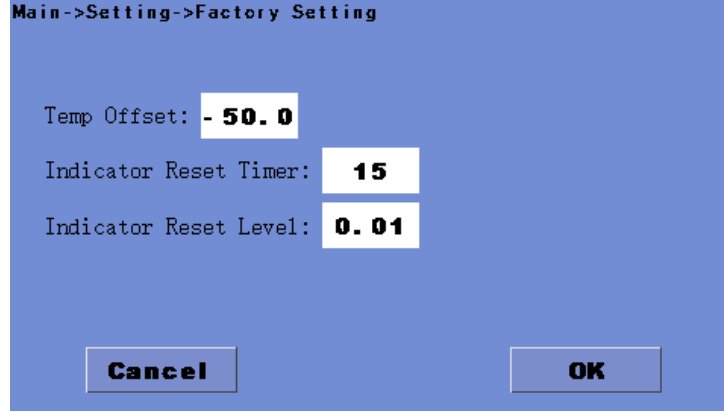 Main->Setting->Factory Setting
Temp Offset: -50.0
Indicator Reset Timer: 15
Indicator Reset Level: 0.01
Cancel OK